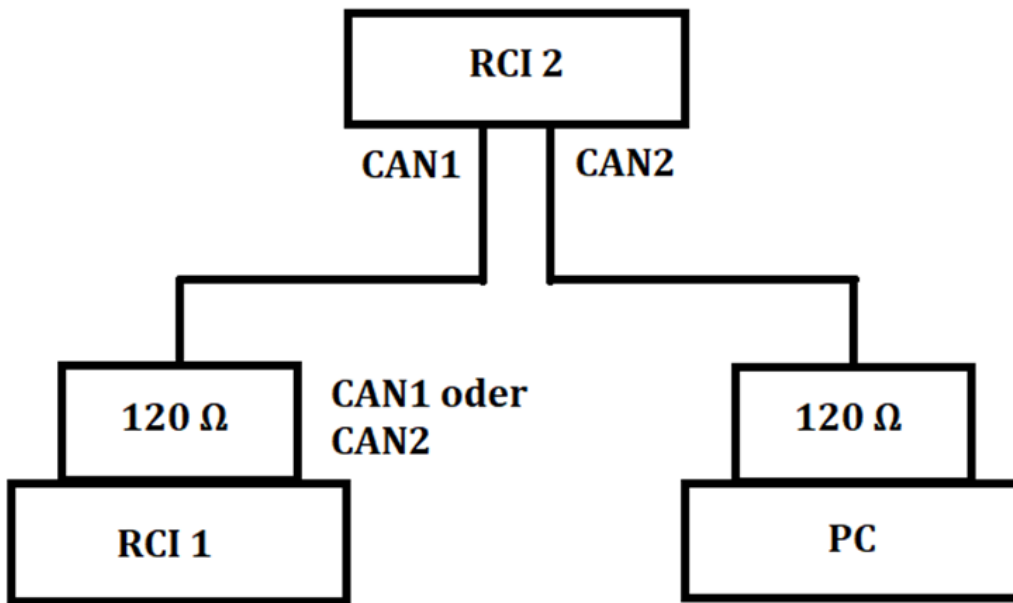 RCI 2
CAN1
CAN2
120 Ω
CAN1 oder
CAN2
120 Ω
RCI 1
PC